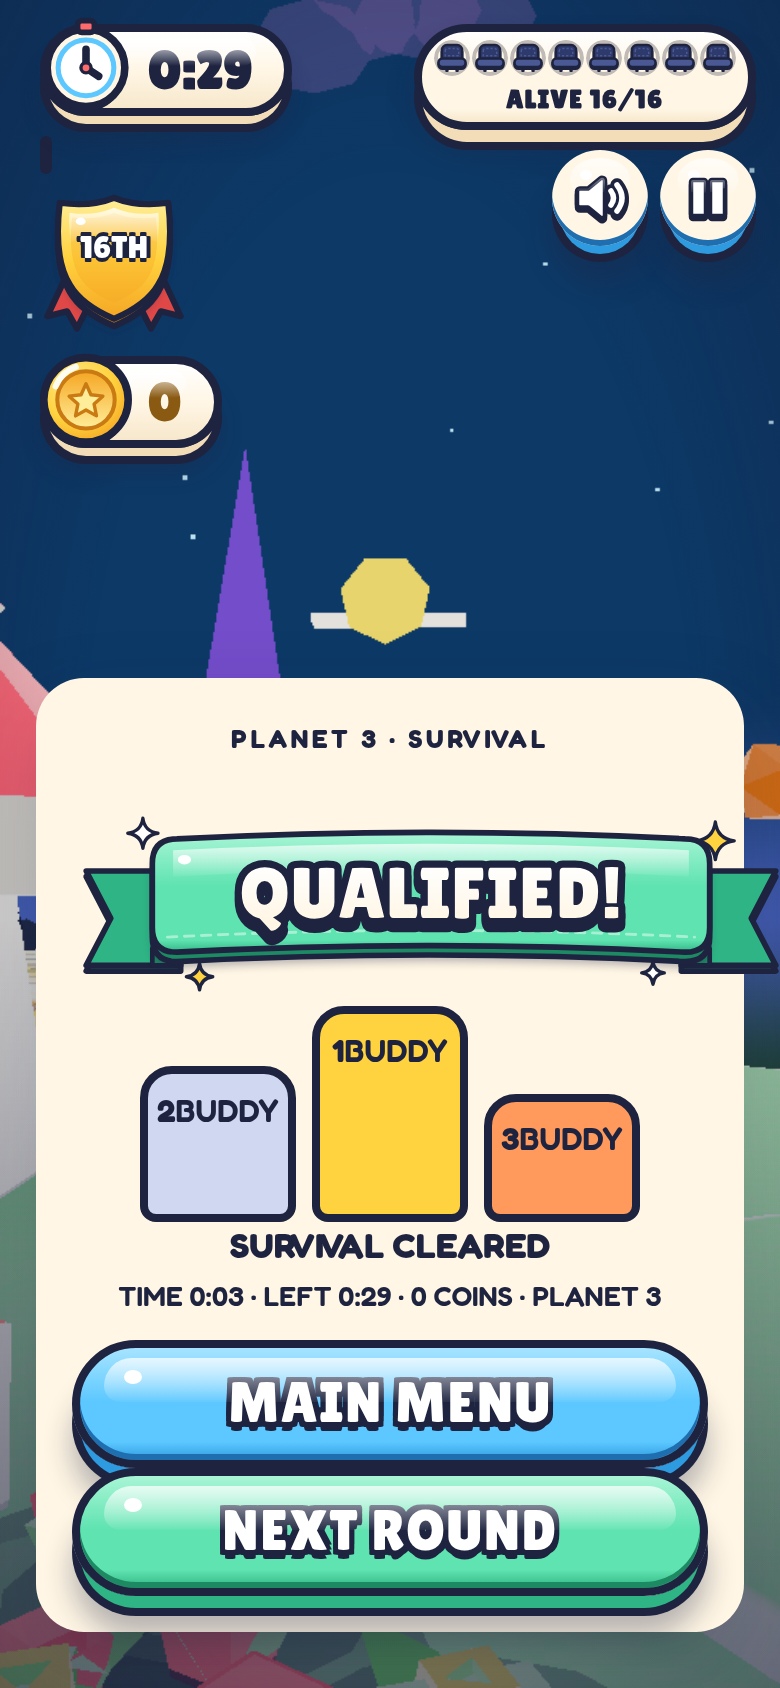 0:29
ALIVE 16/16
16TH
0
PLANET 3 · SURVIVAL
QUALIFIED!
1BUDDY
2BUDDY
3BUDDY
SURVIVAL CLEARED
TIME 0:03 · LEFT 0:29 · 0 COINS · PLANET 3
MAIN MENU
NEXT ROUND